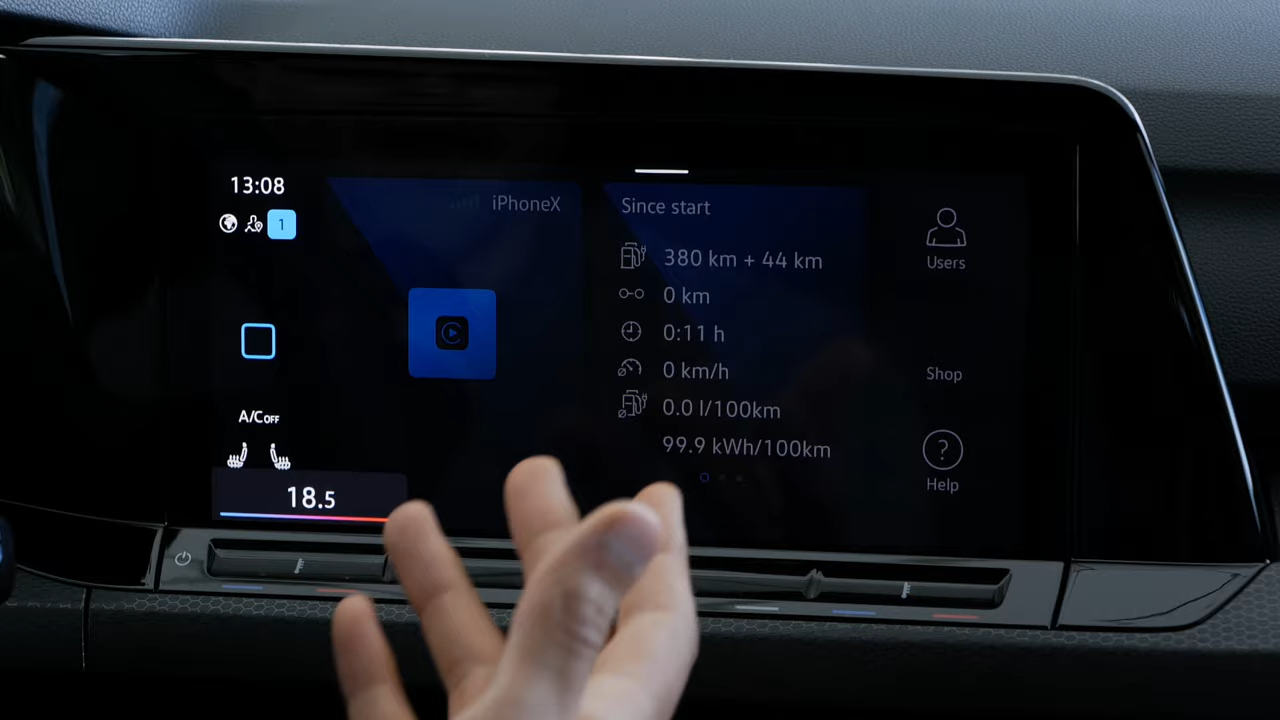 13:08
1
A/C OFF
18.5
iPhoneX
Since start
380 km + 44 km
0 km
0:11 h
0 km/h
0.0 l/100km
99.9 kWh/100km
Users
Shop
?
Help